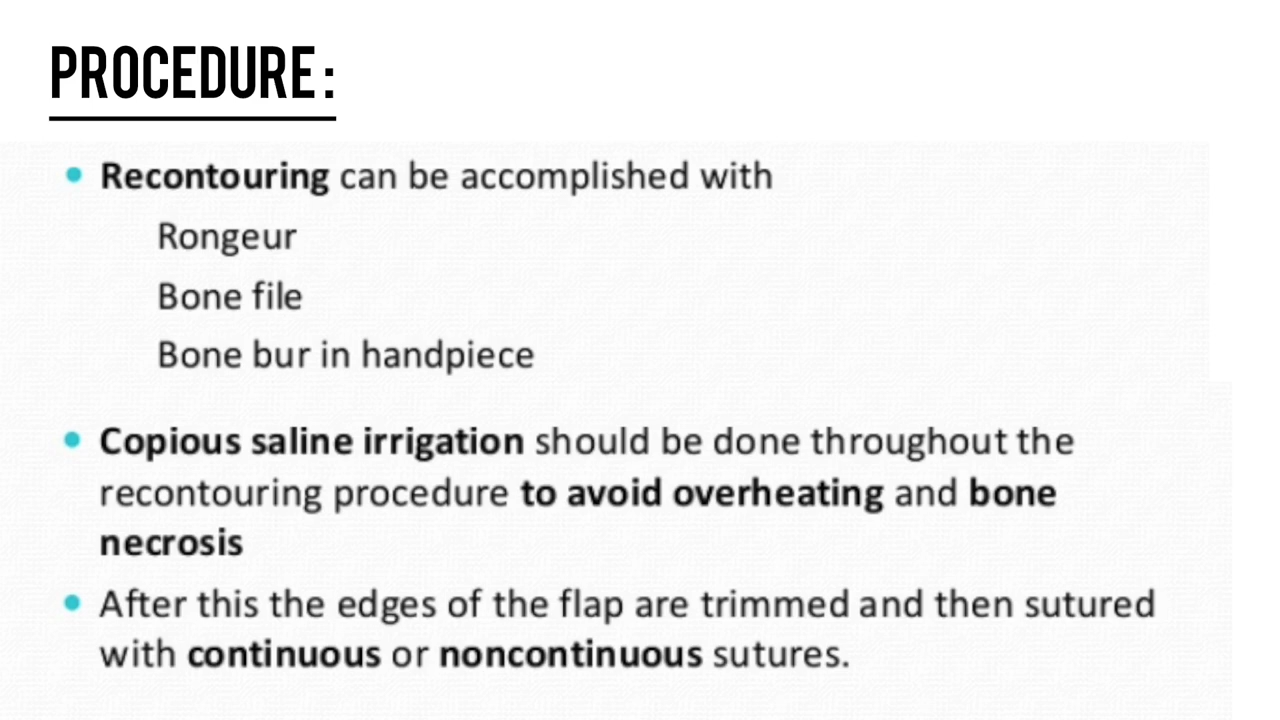 PROCEDURE:
• Recontouring can be accomplished with
Rongeur
Bone file
Bone bur in handpiece
• Copious saline irrigation should be done throughout the
recontouring procedure to avoid overheating and bone
necrosis
• After this the edges of the flap are trimmed and then sutured
with continuous or noncontinuous sutures.